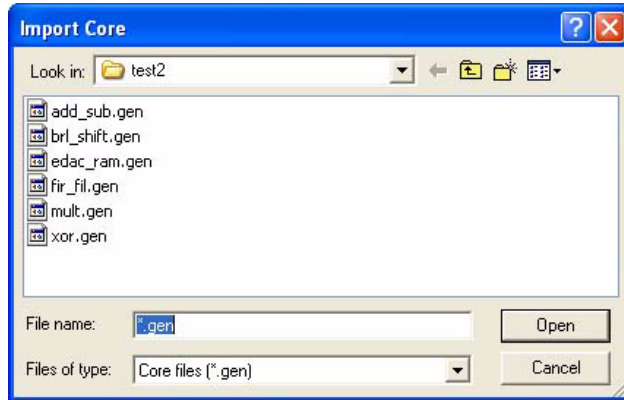 Import Core
Look in: test2
add_sub.gen
brl_shift.gen
edac_ram.gen
fir_fil.gen
mult.gen
xor.gen
File name: *.gen Open
Files of type: Core files (*.gen) Cancel